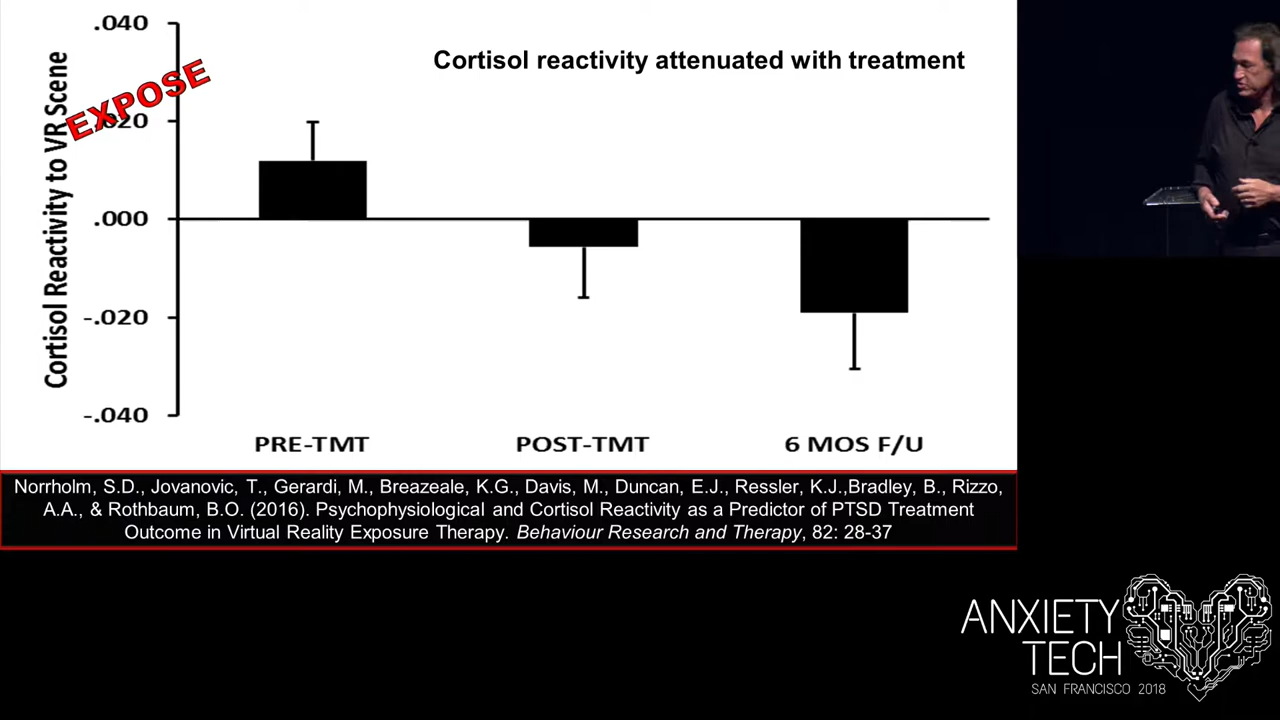 .040
Cortisol reactivity attenuated with treatment
EXPOSE
.020
.000
-.020
-.040
Cortisol Reactivity to VR Scene
PRE-TMT
POST-TMT
6 MOS F/U
Norrholm, S.D., Jovanovic, T., Gerardi, M., Breazeale, K.G., Davis, M., Duncan, E.J., Ressler, K.J.,Bradley, B., Rizzo,
A.A., & Rothbaum, B.O. (2016). Psychophysiological and Cortisol Reactivity as a Predictor of PTSD Treatment
Outcome in Virtual Reality Exposure Therapy. Behaviour Research and Therapy, 82: 28-37
ANXIETY
TECH
SAN FRANCISCO 2018